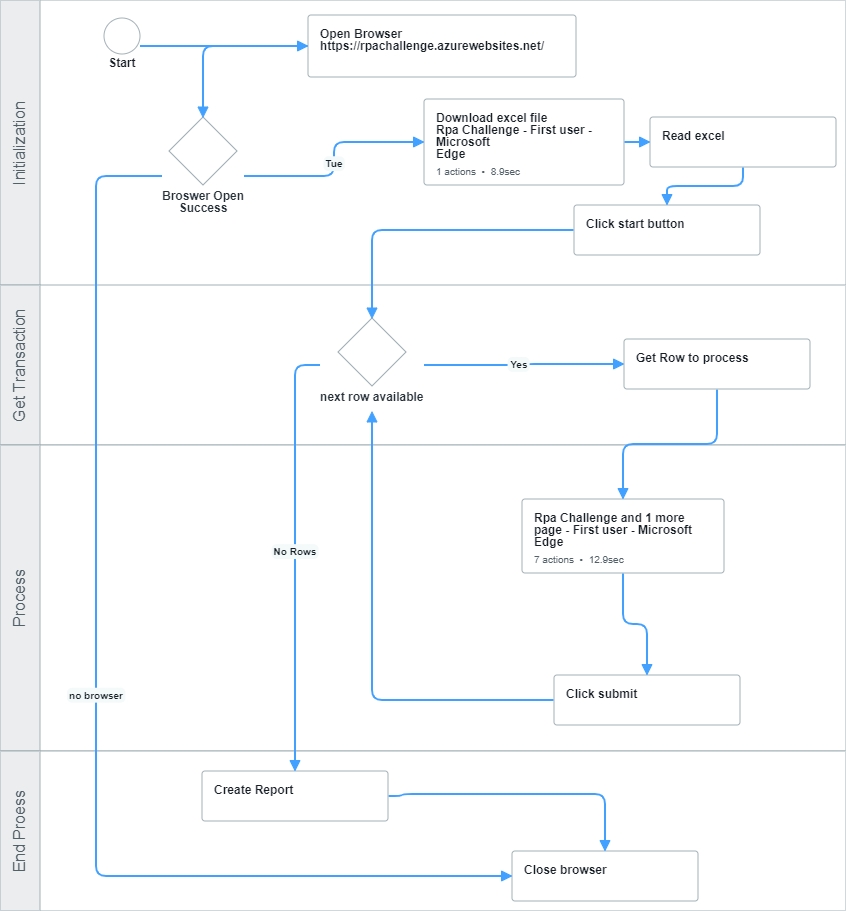 Initialization
Start
Open Browser
https://rpachallenge.azurewebsites.net/
Broswer Open
Success
Tue
Download excel file
Rpa Challenge - First user -
Microsoft
Edge
1 actions • 8.9sec
Read excel
Click start button
Get Transaction
next row available
Yes
Get Row to process
Process
No Rows
Rpa Challenge and 1 more
page - First user - Microsoft
Edge
7 actions • 12.9sec
no browser
Click submit
End Proess
Create Report
Close browser